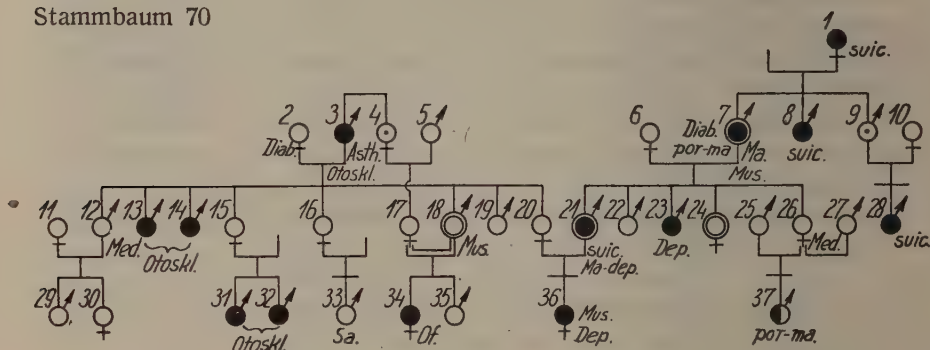 Stammbaum 70
1
suic.
2 3 4 5 6 7 8 9 10
Diab. Asth. Diab. Ma. suic.
Otoskl. por-ma Mus.
11 12 13 14 15 16 17 18 19 20 21 22 23 24 25 26 27 28
Med. Mus. suic. Dep. Med. suic.
Otoskl. Ma-dep.
29 30 31 32 33 34 35 36 37
Mus.
Sa. Of. Dep. por-ma.
Otoskl.